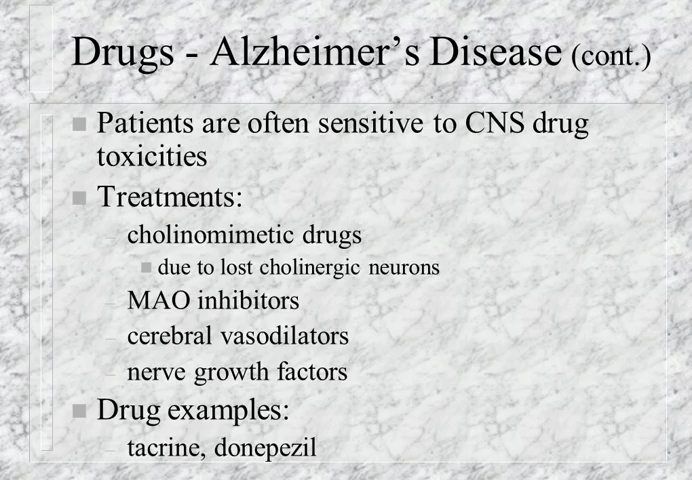 Drugs - Alzheimer’s Disease (cont.)
Patients are often sensitive to CNS drug
toxicities
Treatments:
– cholinomimetic drugs
due to lost cholinergic neurons
– MAO inhibitors
– cerebral vasodilators
– nerve growth factors
Drug examples:
– tacrine, donepezil